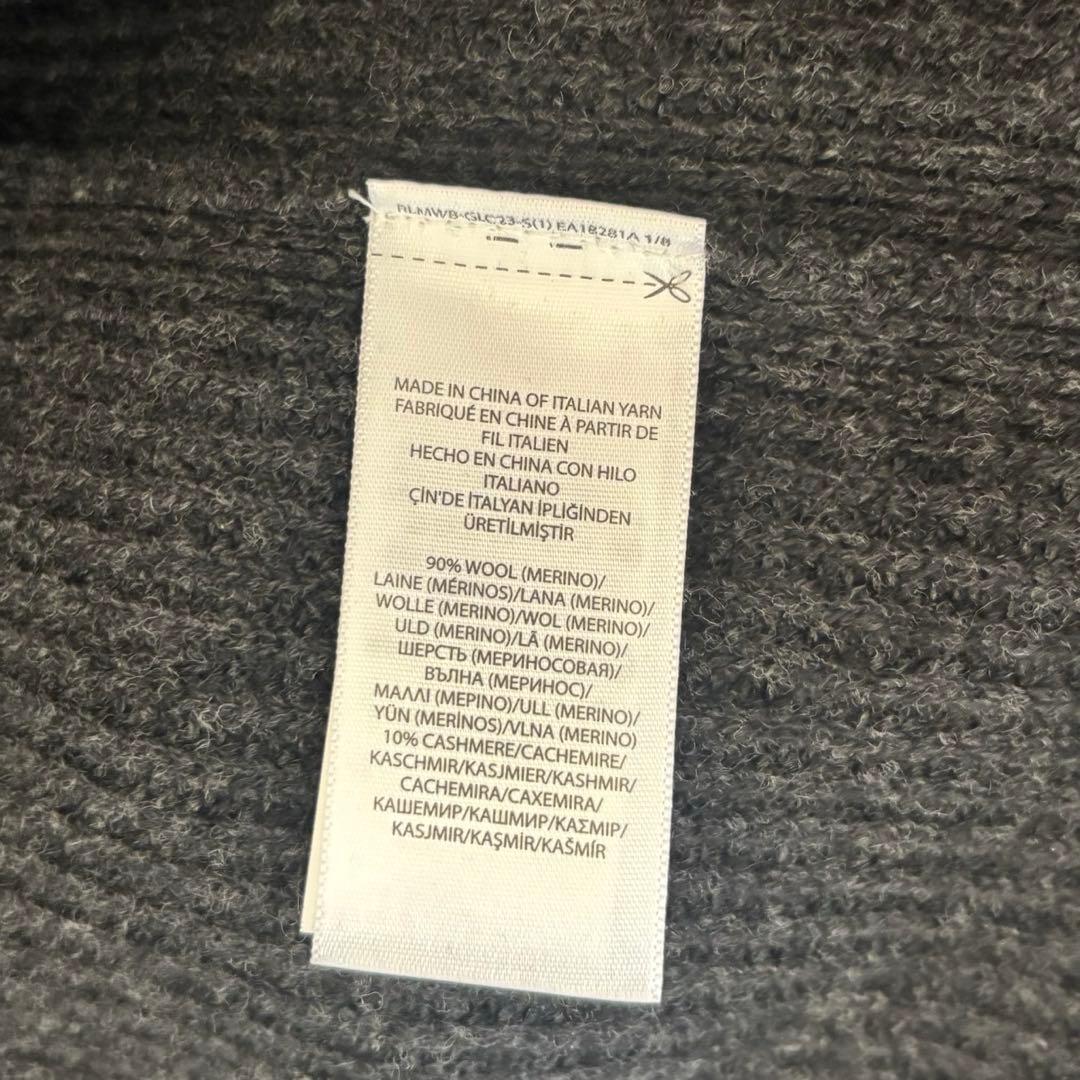 RLMWB-GLC23-S(1) EA18281A 1/8
MADE IN CHINA OF ITALIAN YARN
FABRIQUÉ EN CHINE À PARTIR DE
FIL ITALIEN
HECHO EN CHINA CON HILO
ITALIANO
ÇİN'DE İTALYAN İPLİĞİNDEN
ÜRETİLMİŞTİR
90% WOOL (MERINO)/
LAINE (MÉRINOS)/LANA (MERINO)/
WOLLE (MERINO)/WOL (MERINO)/
ULD (MERINO)/LÃ (MERINO)/
ШЕРСТЬ (МЕРИНОСОВАЯ)/
ВЪЛНА (МЕРИНОС)/
ΜΑΛΛΙ (ΜΕΡΙΝΟ)/ULL (MERINO)/
YÜN (MERİNOS)/VLNA (MERINO)
10% CASHMERE/CACHEMIRE/
KASCHMIR/KASJMIER/KASHMIR/
CACHEMIRA/CAXEMIRA/
КАШЕМИР/КАШМИР/ΚΑΣΜΙΡ/
KASJMIR/KAŞMİR/KAŠMÍR